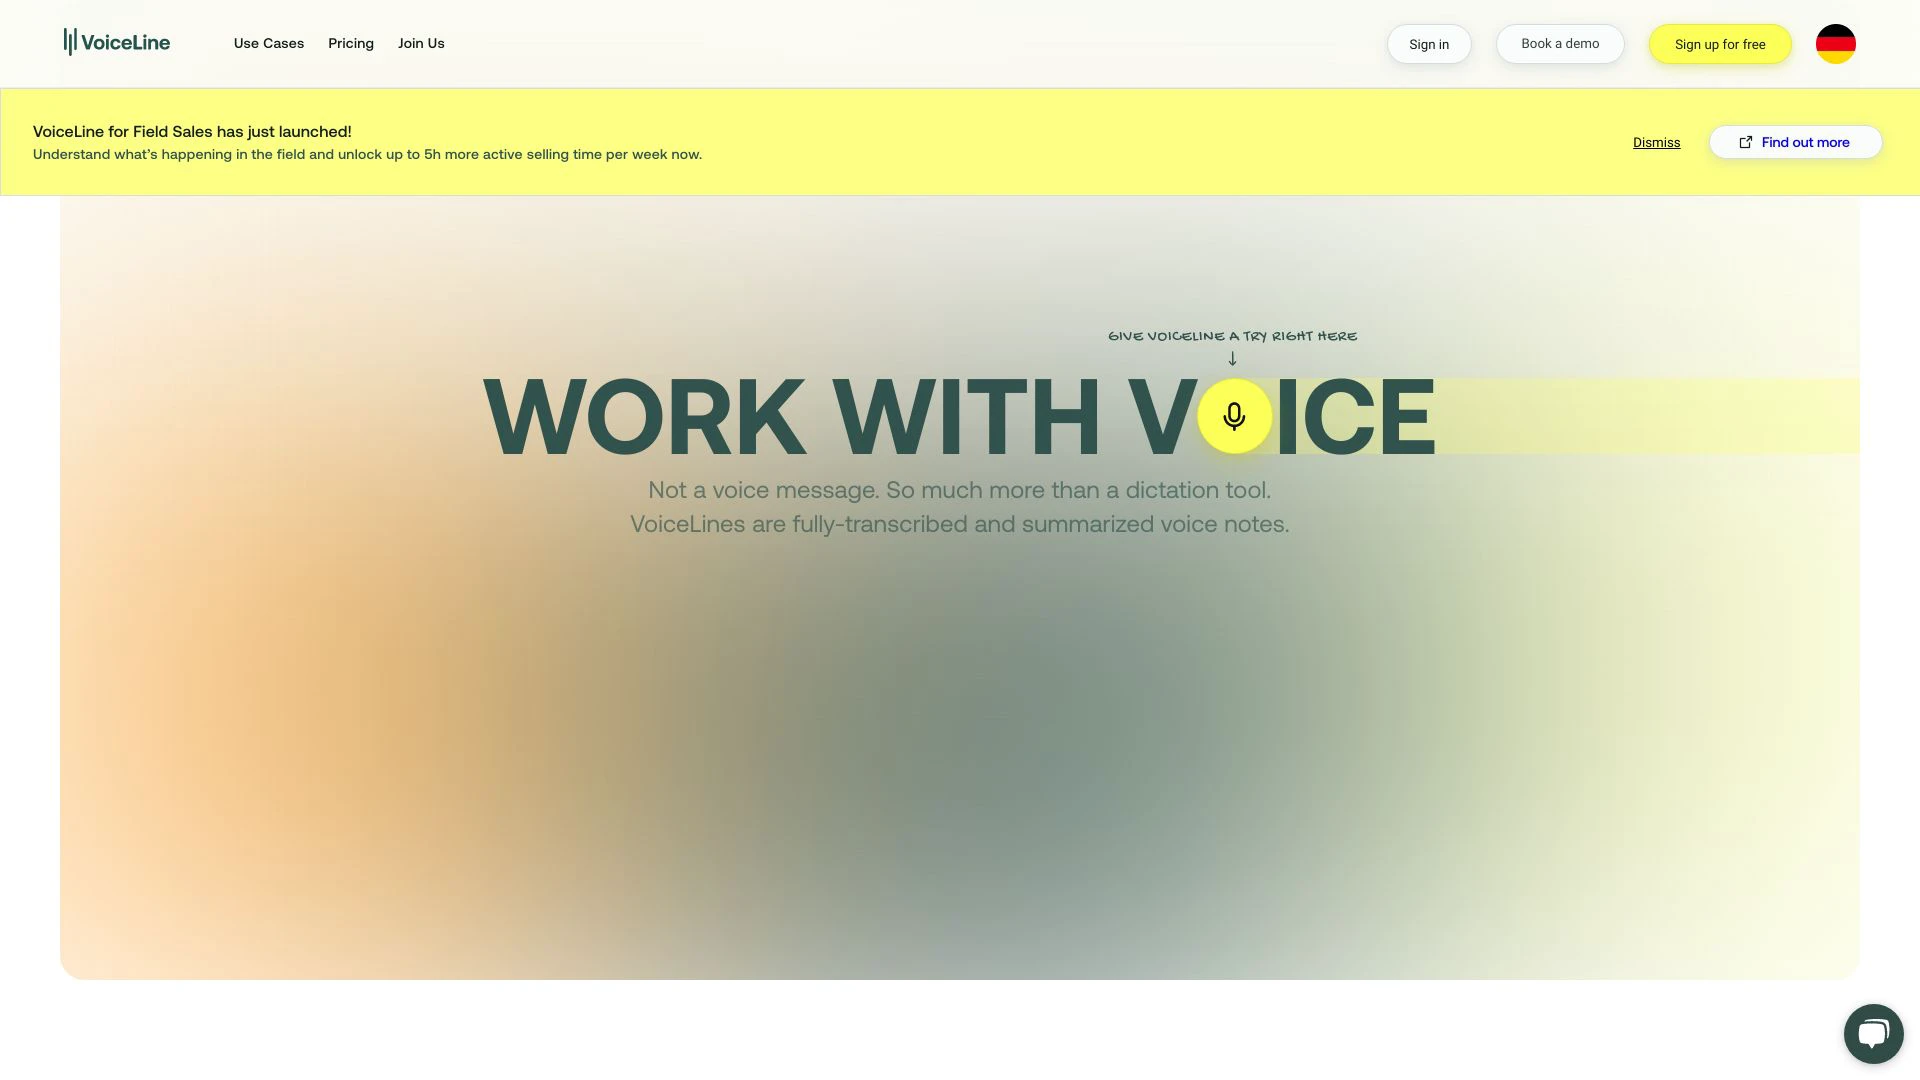 VoiceLine
Use Cases
Pricing
Join Us
Sign in
Book a demo
Sign up for free
VoiceLine for Field Sales has just launched!
Understand what’s happening in the field and unlock up to 5h more active selling time per week now.
Dismiss
Find out more
GIVE VOICELINE A TRY RIGHT HERE
WORK WITH VOICE
Not a voice message. So much more than a dictation tool.
VoiceLines are fully-transcribed and summarized voice notes.